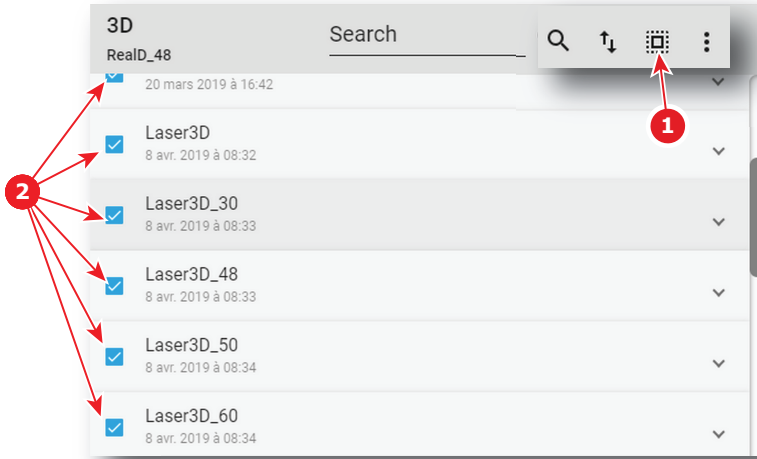 3D
RealD_48
Search
1
20 mars 2019 à 16:42
Laser3D
8 avr. 2019 à 08:32
2
Laser3D_30
8 avr. 2019 à 08:33
Laser3D_48
8 avr. 2019 à 08:33
Laser3D_50
8 avr. 2019 à 08:34
Laser3D_60
8 avr. 2019 à 08:34